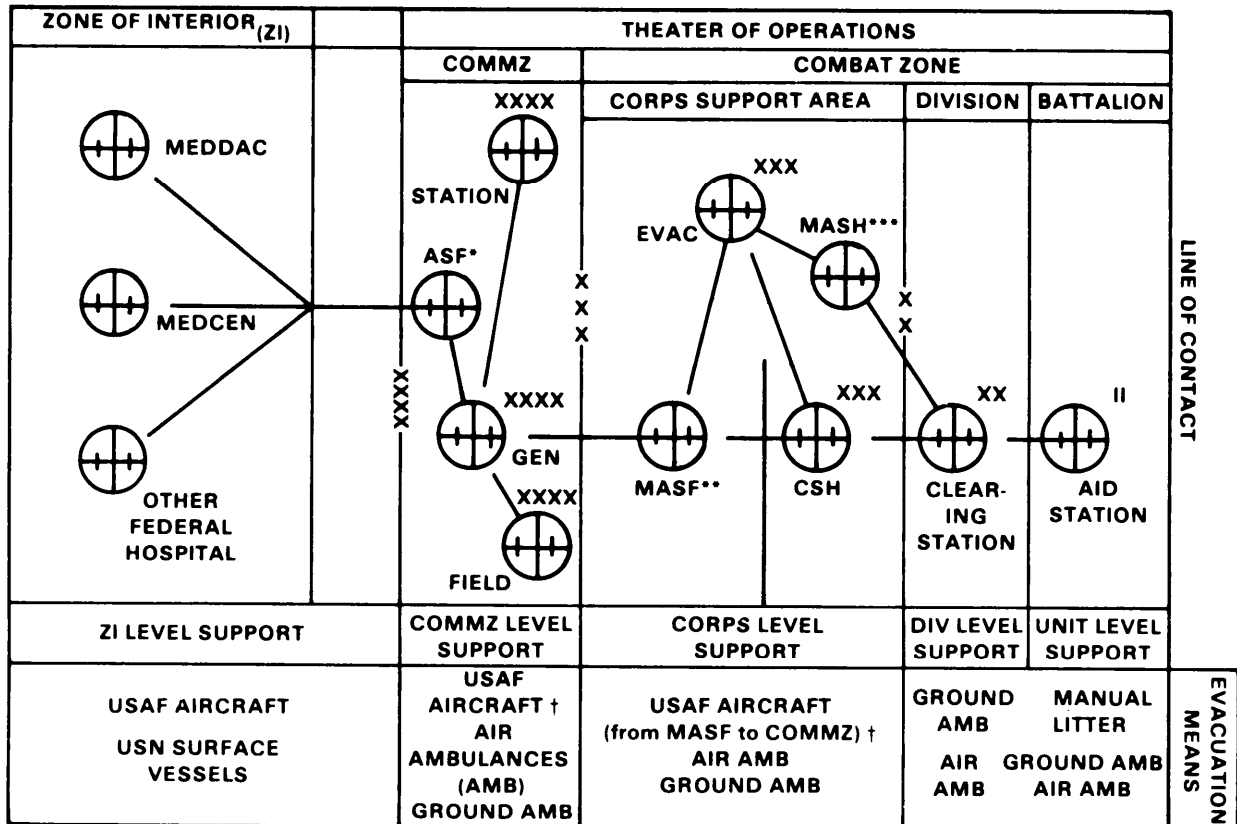 ZONE OF INTERIOR (ZI)
THEATER OF OPERATIONS
COMMZ
COMBAT ZONE
CORPS SUPPORT AREA
DIVISION
BATTALION
MEDDAC
MEDCEN
OTHER
FEDERAL
HOSPITAL
XXXX
STATION
ASF*
XXXX
XXXX
GEN
XXXX
FIELD
X
X
X
XXX
EVAC
MASH***
MASF**
XXX
CSH
X
X
XX
CLEAR-
ING
STATION
II
AID
STATION
LINE OF CONTACT
ZI LEVEL SUPPORT
COMMZ LEVEL
SUPPORT
CORPS LEVEL
SUPPORT
DIV LEVEL
SUPPORT
UNIT LEVEL
SUPPORT
USAF AIRCRAFT
USN SURFACE
VESSELS
USAF
AIRCRAFT †
AIR
AMBULANCES
(AMB)
GROUND AMB
USAF AIRCRAFT
(from MASF to COMMZ) †
AIR AMB
GROUND AMB
GROUND
AMB
AIR
AMB
MANUAL
LITTER
GROUND AMB
AIR AMB
EVACUATION
MEANS